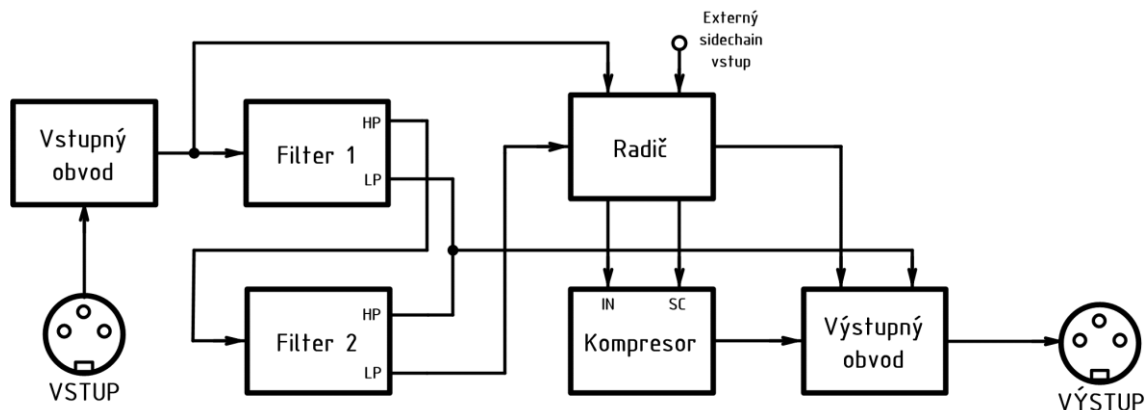 Externý
sidechain
vstup
Vstupný
obvod
Filter 1
HP
LP
Radič
Filter 2
HP
LP
IN
SC
Kompresor
Výstupný
obvod
VSTUP
VÝSTUP